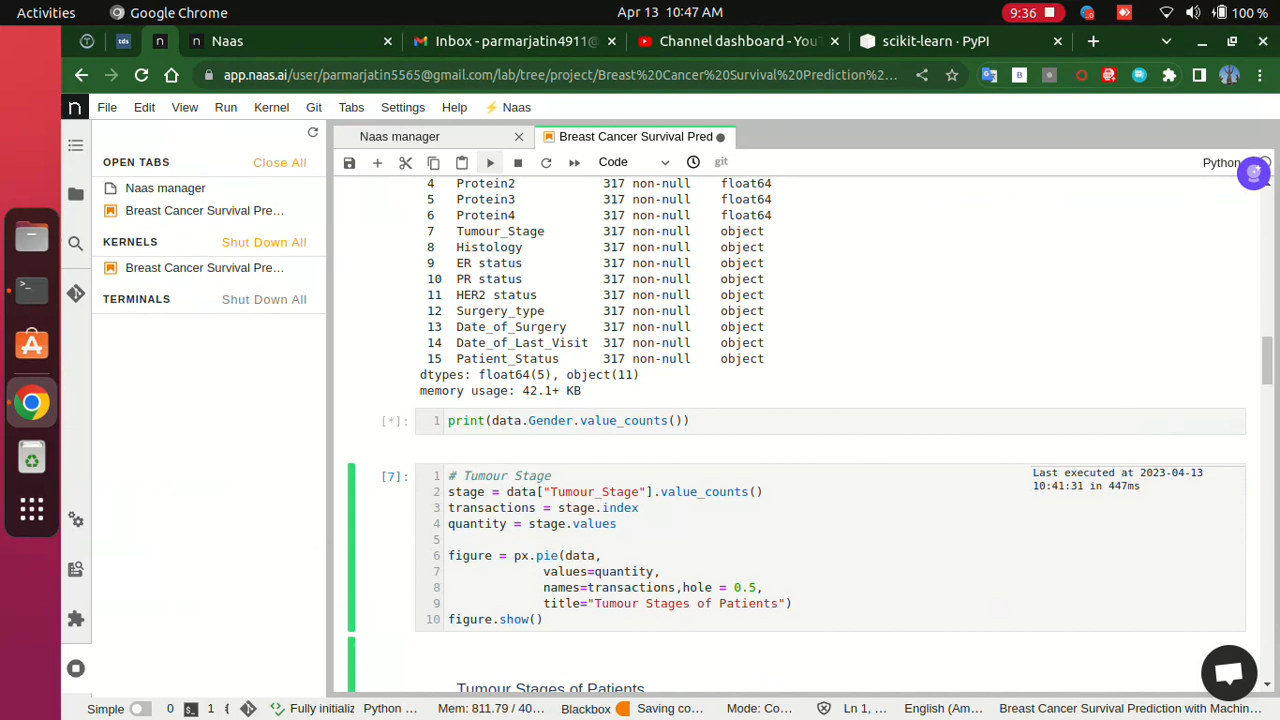 Activities
Google Chrome
Apr 13 10:47 AM
9:36
100 %
tds
Naas
Inbox - parmarjatin4911@
Channel dashboard - You
scikit-learn · PyPI
app.naas.ai/user/parmarjatin5565@gmail.com/lab/tree/project/Breast%20Cancer%20Survival%20Prediction%20...
File Edit View Run Kernel Git Tabs Settings Help ⚡ Naas
OPEN TABS
Close All
Naas manager
Breast Cancer Survival Pre...
KERNELS
Shut Down All
Breast Cancer Survival Pre...
TERMINALS
Shut Down All
Naas manager
Breast Cancer Survival Pred
Code
git
Python
4 Protein2 317 non-null float64
5 Protein3 317 non-null float64
6 Protein4 317 non-null float64
7 Tumour_Stage 317 non-null object
8 Histology 317 non-null object
9 ER status 317 non-null object
10 PR status 317 non-null object
11 HER2 status 317 non-null object
12 Surgery_type 317 non-null object
13 Date_of_Surgery 317 non-null object
14 Date_of_Last_Visit 317 non-null object
15 Patient_Status 317 non-null object
dtypes: float64(5), object(11)
memory usage: 42.1+ KB
[*]:
1 print(data.Gender.value_counts())
[7]:
1 # Tumour Stage
2 stage = data["Tumour_Stage"].value_counts()
3 transactions = stage.index
4 quantity = stage.values
5
6 figure = px.pie(data,
7 values=quantity,
8 names=transactions,hole = 0.5,
9 title="Tumour Stages of Patients")
10 figure.show()
Last executed at 2023-04-13
10:41:31 in 447ms
Tumour Stages of Patients
Simple
0
1
Fully initializ
Python ...
Mem: 811.79 / 40...
Blackbox
Saving co...
Mode: Co...
Ln 1, ...
English (Am...
Breast Cancer Survival Prediction with Machin...